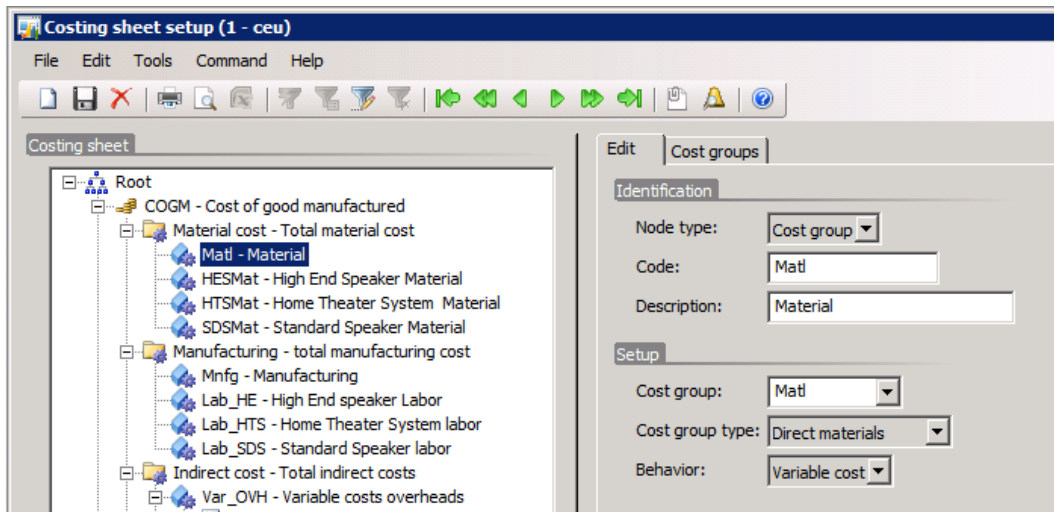 Costing sheet setup (1 - ceu)
File Edit Tools Command Help
Costing sheet
Root
COGM - Cost of good manufactured
Material cost - Total material cost
Matl - Material
HESMat - High End Speaker Material
HTSMat - Home Theater System  Material
SDSMat - Standard Speaker Material
Manufacturing - total manufacturing cost
Mnfg - Manufacturing
Lab_HE - High End speaker Labor
Lab_HTS - Home Theater System labor
Lab_SDS - Standard Speaker labor
Indirect cost - Total indirect costs
Var_OVH - Variable costs overheads
Edit Cost groups
Identification
Node type: Cost group
Code: Matl
Description: Material
Setup
Cost group: Matl
Cost group type: Direct materials
Behavior: Variable cost